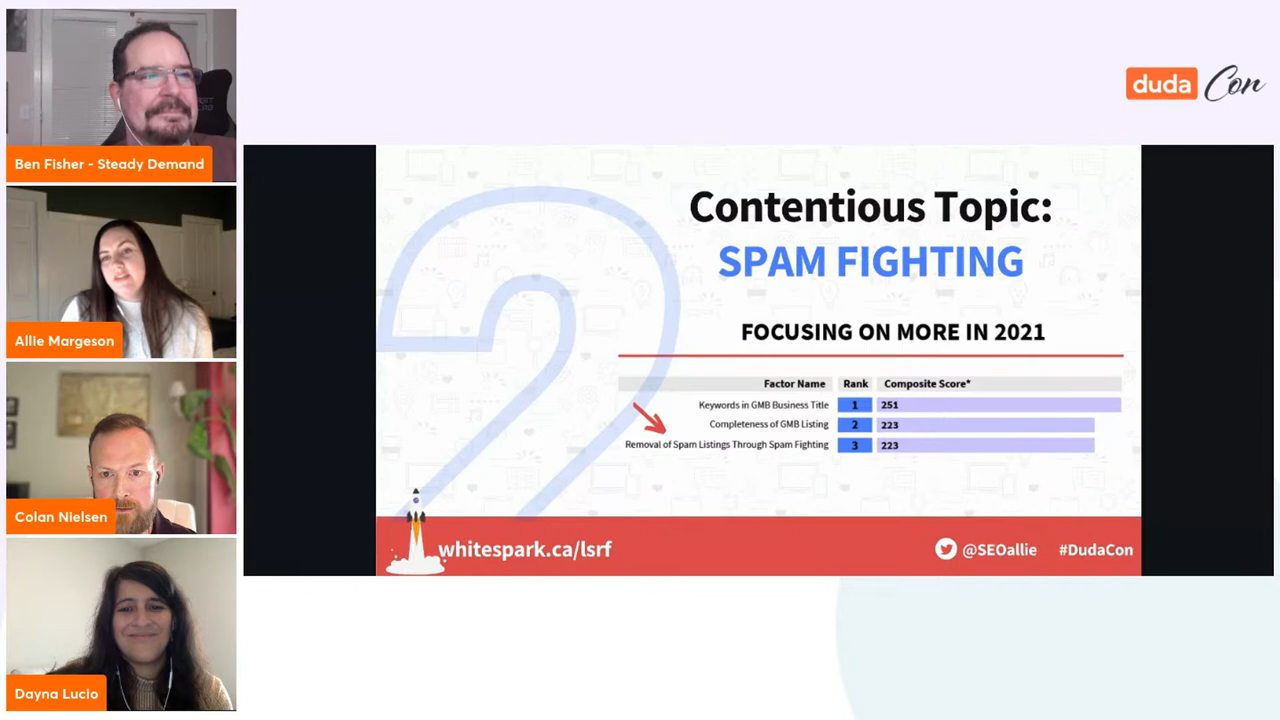 Ben Fisher - Steady Demand
Allie Margeson
Colan Nielsen
Dayna Lucio
duda Con
2
Contentious Topic:
SPAM FIGHTING
FOCUSING ON MORE IN 2021
Factor Name Rank Composite Score*
Keywords in GMB Business Title 1 251
Completeness of GMB Listing 2 223
Removal of Spam Listings Through Spam Fighting 3 223
whitespark.ca/lsrf
@SEOallie #DudaCon